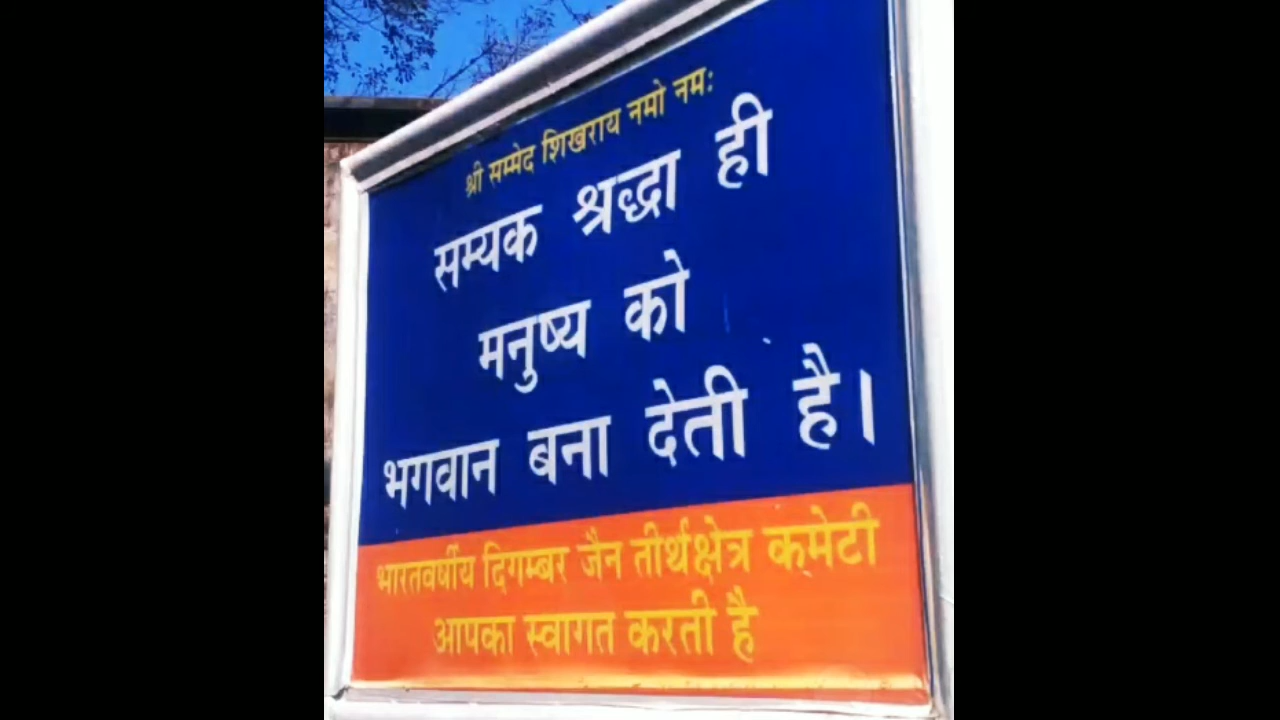 श्री सम्मेद शिखराय नमो नमः
सम्यक श्रद्धा ही
मनुष्य को
भगवान बना देती है।
भारतवर्षीय दिगम्बर जैन तीर्थक्षेत्र कमेटी
आपका स्वागत करती है